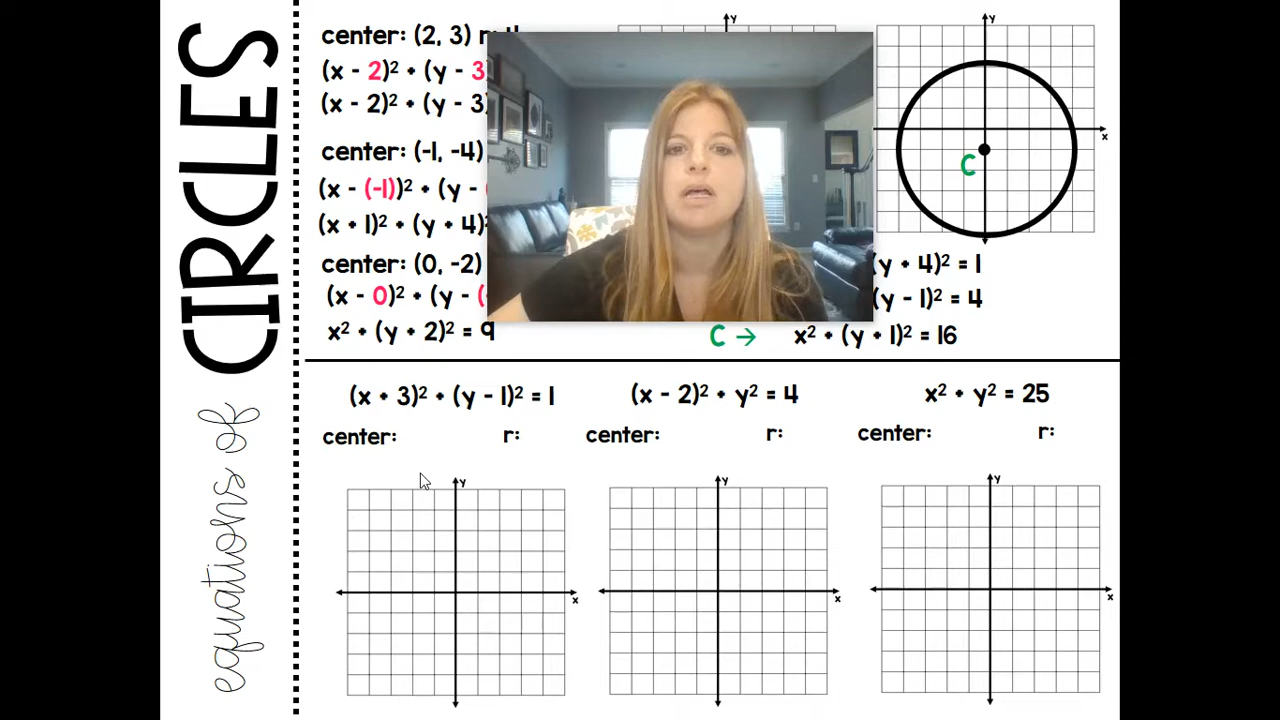 equations of CIRCLES
center: (2, 3)
(x - 2)² + (y - 3
(x - 2)² + (y - 3)
center: (-1, -4)
(x - (-1))² + (y -
(x + 1)² + (y + 4)²
center: (0, -2)
(x - 0)² + (y - (
x² + (y + 2)² = 9
y
y
x
C
(y + 4)² = 1
(y - 1)² = 4
C → x² + (y + 1)² = 16
(x + 3)² + (y - 1)² = 1
center: r:
y
x
(x - 2)² + y² = 4
center: r:
y
x
x² + y² = 25
center: r:
y
x